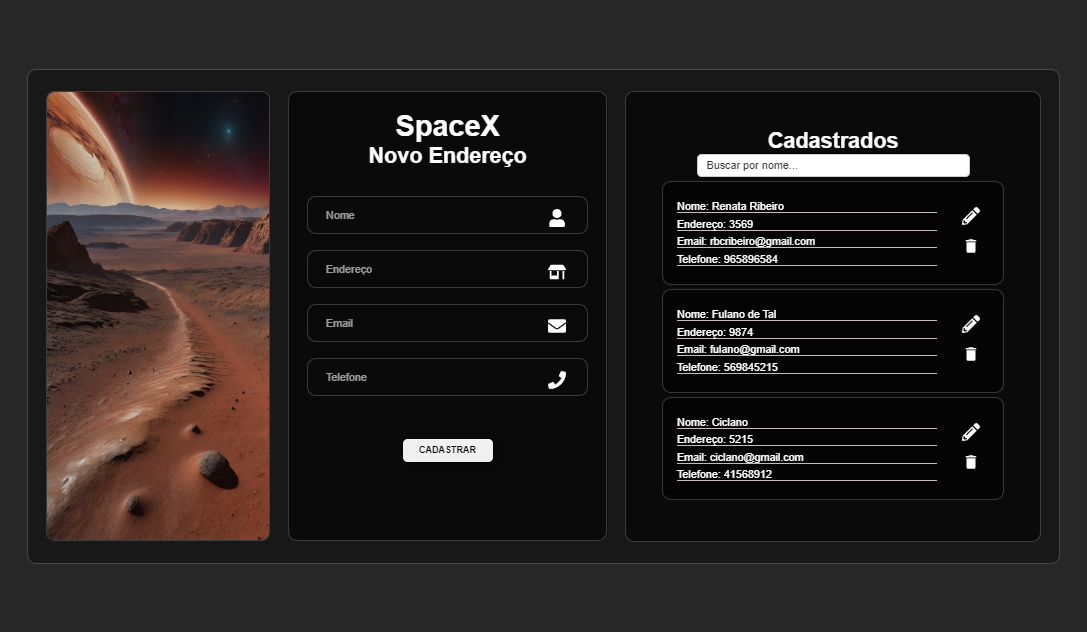 SpaceX
Novo Endereço
Nome
Endereço
Email
Telefone
CADASTRAR
Cadastrados
Buscar por nome...
Nome: Renata Ribeiro
Endereço: 3569
Email: rbcribeiro@gmail.com
Telefone: 965896584
Nome: Fulano de Tal
Endereço: 9874
Email: fulano@gmail.com
Telefone: 569845215
Nome: Ciclano
Endereço: 5215
Email: ciclano@gmail.com
Telefone: 41568912